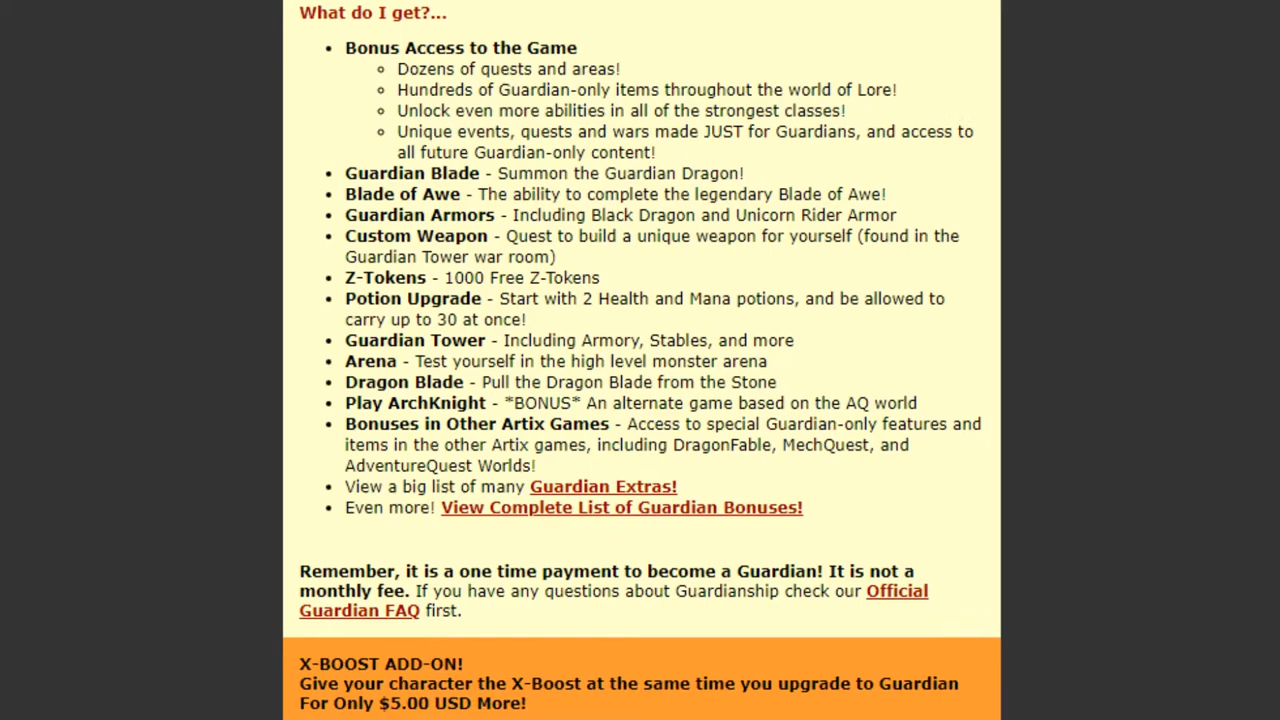 What do I get?...
Bonus Access to the Game
Dozens of quests and areas!
Hundreds of Guardian-only items throughout the world of Lore!
Unlock even more abilities in all of the strongest classes!
Unique events, quests and wars made JUST for Guardians, and access to
all future Guardian-only content!
Guardian Blade - Summon the Guardian Dragon!
Blade of Awe - The ability to complete the legendary Blade of Awe!
Guardian Armors - Including Black Dragon and Unicorn Rider Armor
Custom Weapon - Quest to build a unique weapon for yourself (found in the
Guardian Tower war room)
Z-Tokens - 1000 Free Z-Tokens
Potion Upgrade - Start with 2 Health and Mana potions, and be allowed to
carry up to 30 at once!
Guardian Tower - Including Armory, Stables, and more
Arena - Test yourself in the high level monster arena
Dragon Blade - Pull the Dragon Blade from the Stone
Play ArchKnight - *BONUS* An alternate game based on the AQ world
Bonuses in Other Artix Games - Access to special Guardian-only features and
items in the other Artix games, including DragonFable, MechQuest, and
AdventureQuest Worlds!
View a big list of many Guardian Extras!
Even more! View Complete List of Guardian Bonuses!
Remember, it is a one time payment to become a Guardian! It is not a
monthly fee. If you have any questions about Guardianship check our Official
Guardian FAQ first.
X-BOOST ADD-ON!
Give your character the X-Boost at the same time you upgrade to Guardian
For Only $5.00 USD More!